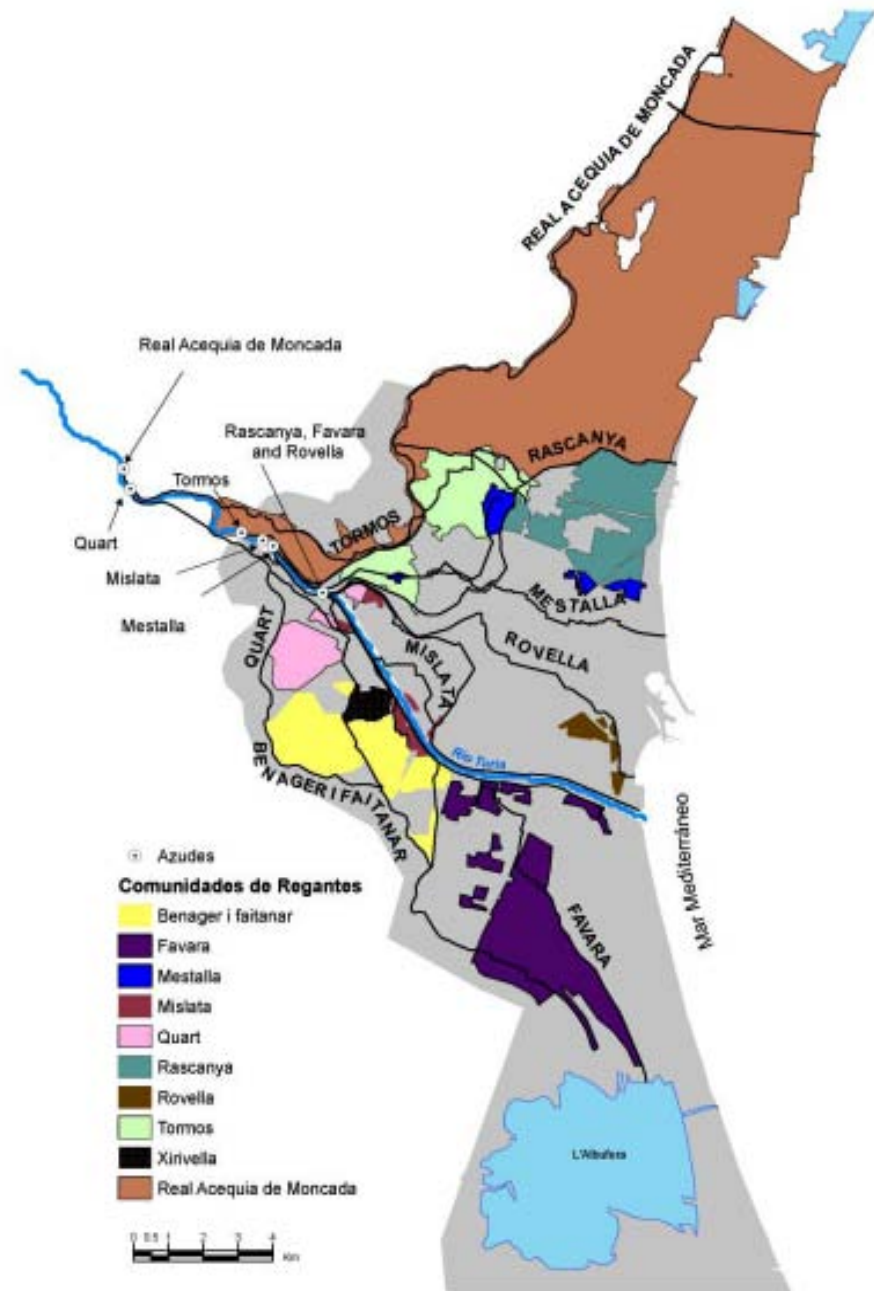 REAL ACEQUIA DE MONCADA
Real Acequia de Moncada
Rascanya, Favara
and Rovella
RASCANYA
Tormos
TORMOS
Quart
Mislata
MESTALLA
Mestalla
QUART
ROVELLA
MISLATA
Río Turia
BENAGER I FAITANAR
Mar Mediterráneo
FAVARA
Azudes
Comunidades de Regantes
Benager i faitanar
Favara
Mestalla
Mislata
Quart
Rascanya
Rovella
Tormos
Xirivella
Real Acequia de Moncada
L'Albufera
0 0.5 1 2 3 4
Km